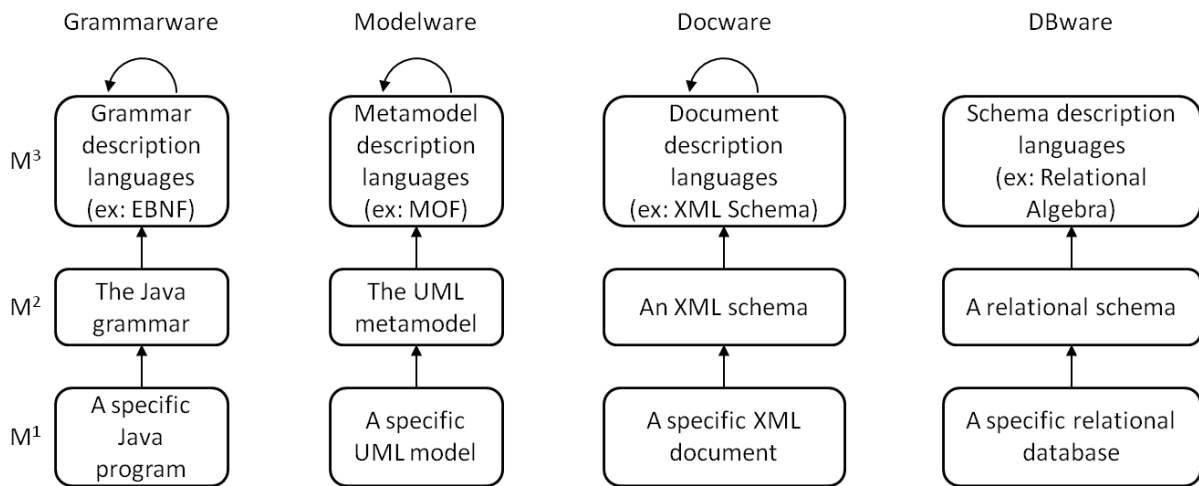 Grammarware
Modelware
Docware
DBware
M³
Grammar
description
languages
(ex: EBNF)
Metamodel
description
languages
(ex: MOF)
Document
description
languages
(ex: XML Schema)
Schema description
languages
(ex: Relational
Algebra)
M²
The Java
grammar
The UML
metamodel
An XML schema
A relational schema
M¹
A specific
Java
program
A specific
UML model
A specific XML
document
A specific relational
database